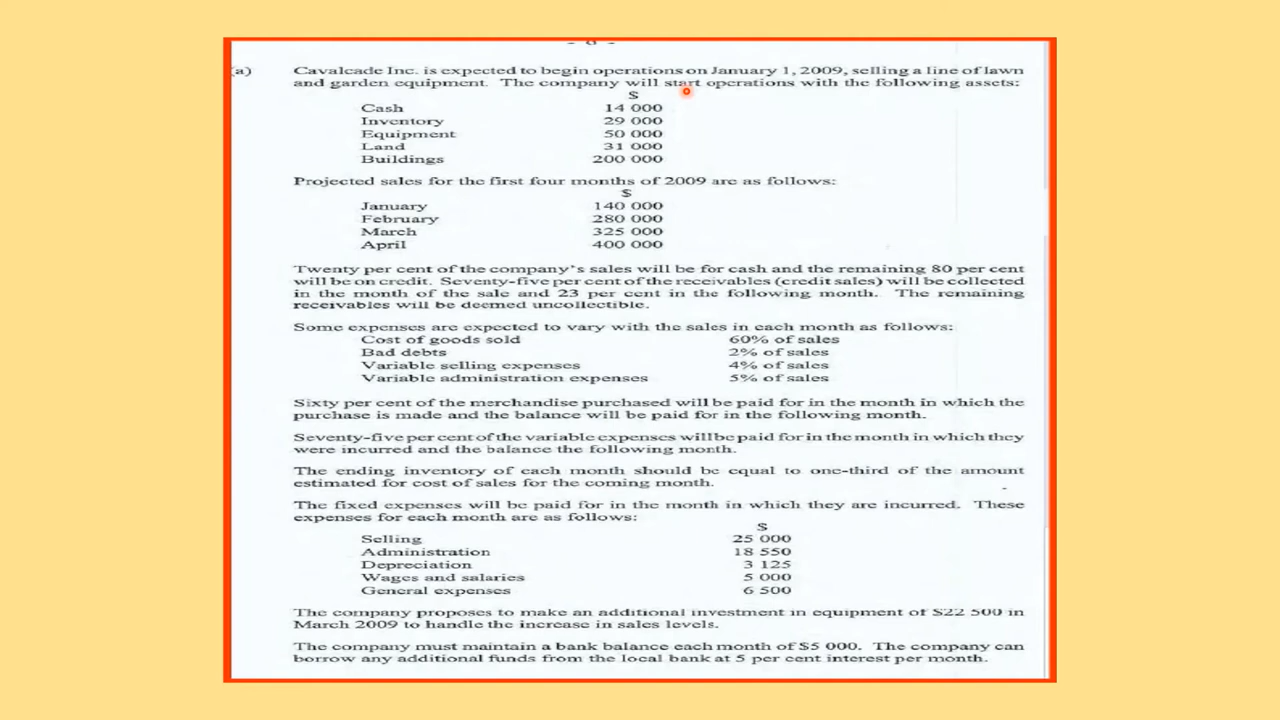 (a) Cavalcade Inc. is expected to begin operations on January 1, 2009, selling a line of lawn
and garden equipment. The company will start operations with the following assets:
$
Cash 14 000
Inventory 29 000
Equipment 50 000
Land 31 000
Buildings 200 000
Projected sales for the first four months of 2009 are as follows:
$
January 140 000
February 280 000
March 325 000
April 400 000
Twenty per cent of the company's sales will be for cash and the remaining 80 per cent
will be on credit. Seventy-five per cent of the receivables (credit sales) will be collected
in the month of the sale and 23 per cent in the following month. The remaining
receivables will be deemed uncollectible.
Some expenses are expected to vary with the sales in each month as follows:
Cost of goods sold 60% of sales
Bad debts 2% of sales
Variable selling expenses 4% of sales
Variable administration expenses 5% of sales
Sixty per cent of the merchandise purchased will be paid for in the month in which the
purchase is made and the balance will be paid for in the following month.
Seventy-five per cent of the variable expenses will be paid for in the month in which they
were incurred and the balance the following month.
The ending inventory of each month should be equal to one-third of the amount
estimated for cost of sales for the coming month.
The fixed expenses will be paid for in the month in which they are incurred. These
expenses for each month are as follows:
$
Selling 25 000
Administration 18 550
Depreciation 3 125
Wages and salaries 5 000
General expenses 6 500
The company proposes to make an additional investment in equipment of $22 500 in
March 2009 to handle the increase in sales levels.
The company must maintain a bank balance each month of $5 000. The company can
borrow any additional funds from the local bank at 5 per cent interest per month.